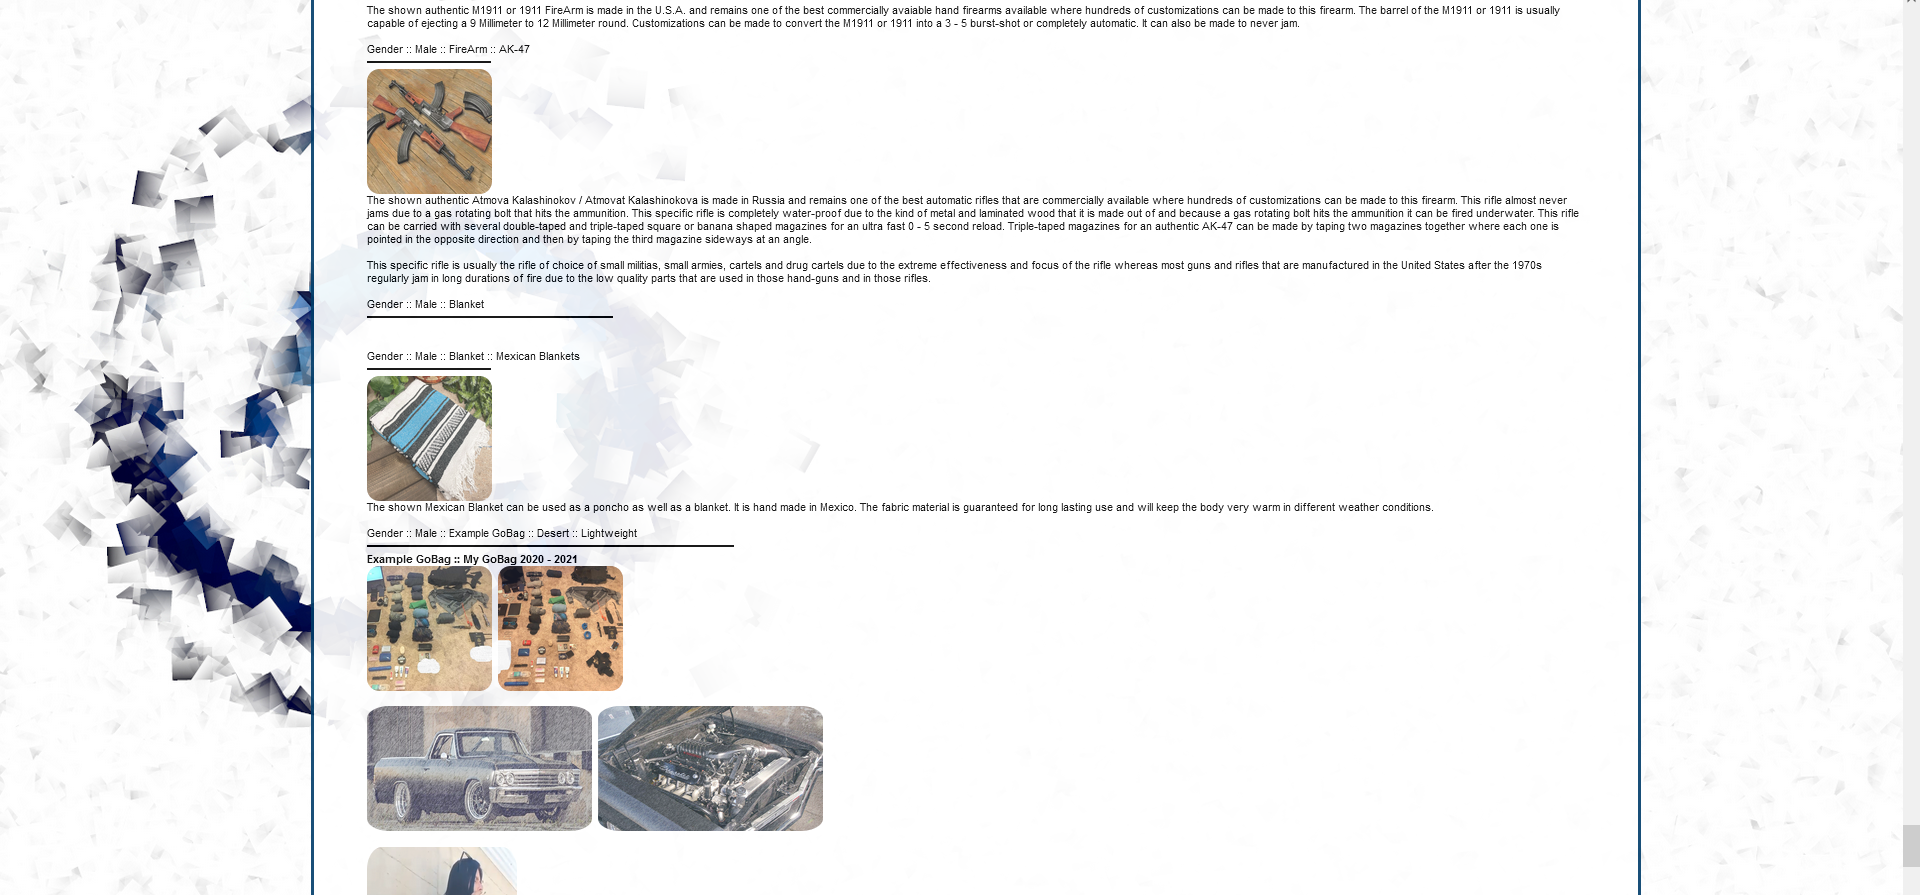 The shown authentic M1911 or 1911 FireArm is made in the U.S.A. and remains one of the best commercially avaiable hand firearms available where hundreds of customizations can be made to this firearm. The barrel of the M1911 or 1911 is usually
capable of ejecting a 9 Millimeter to 12 Millimeter round. Customizations can be made to convert the M1911 or 1911 into a 3 - 5 burst-shot or completely automatic. It can also be made to never jam.
Gender :: Male :: FireArm :: AK-47
The shown authentic Atmova Kalashinokov / Atmovat Kalashinokova is made in Russia and remains one of the best automatic rifles that are commercially available where hundreds of customizations can be made to this firearm. This rifle almost never
jams due to a gas rotating bolt that hits the ammunition. This specific rifle is completely water-proof due to the kind of metal and laminated wood that it is made out of and because a gas rotating bolt hits the ammunition it can be fired underwater. This rifle
can be carried with several double-taped and triple-taped square or banana shaped magazines for an ultra fast 0 - 5 second reload. Triple-taped magazines for an authentic AK-47 can be made by taping two magazines together where each one is
pointed in the opposite direction and then by taping the third magazine sideways at an angle.
This specific rifle is usually the rifle of choice of small militias, small armies, cartels and drug cartels due to the extreme effectiveness and focus of the rifle whereas most guns and rifles that are manufactured in the United States after the 1970s
regularly jam in long durations of fire due to the low quality parts that are used in those hand-guns and in those rifles.
Gender :: Male :: Blanket
Gender :: Male :: Blanket :: Mexican Blankets
The shown Mexican Blanket can be used as a poncho as well as a blanket. It is hand made in Mexico. The fabric material is guaranteed for long lasting use and will keep the body very warm in different weather conditions.
Gender :: Male :: Example GoBag :: Desert :: Lightweight
Example GoBag :: My GoBag 2020 - 2021